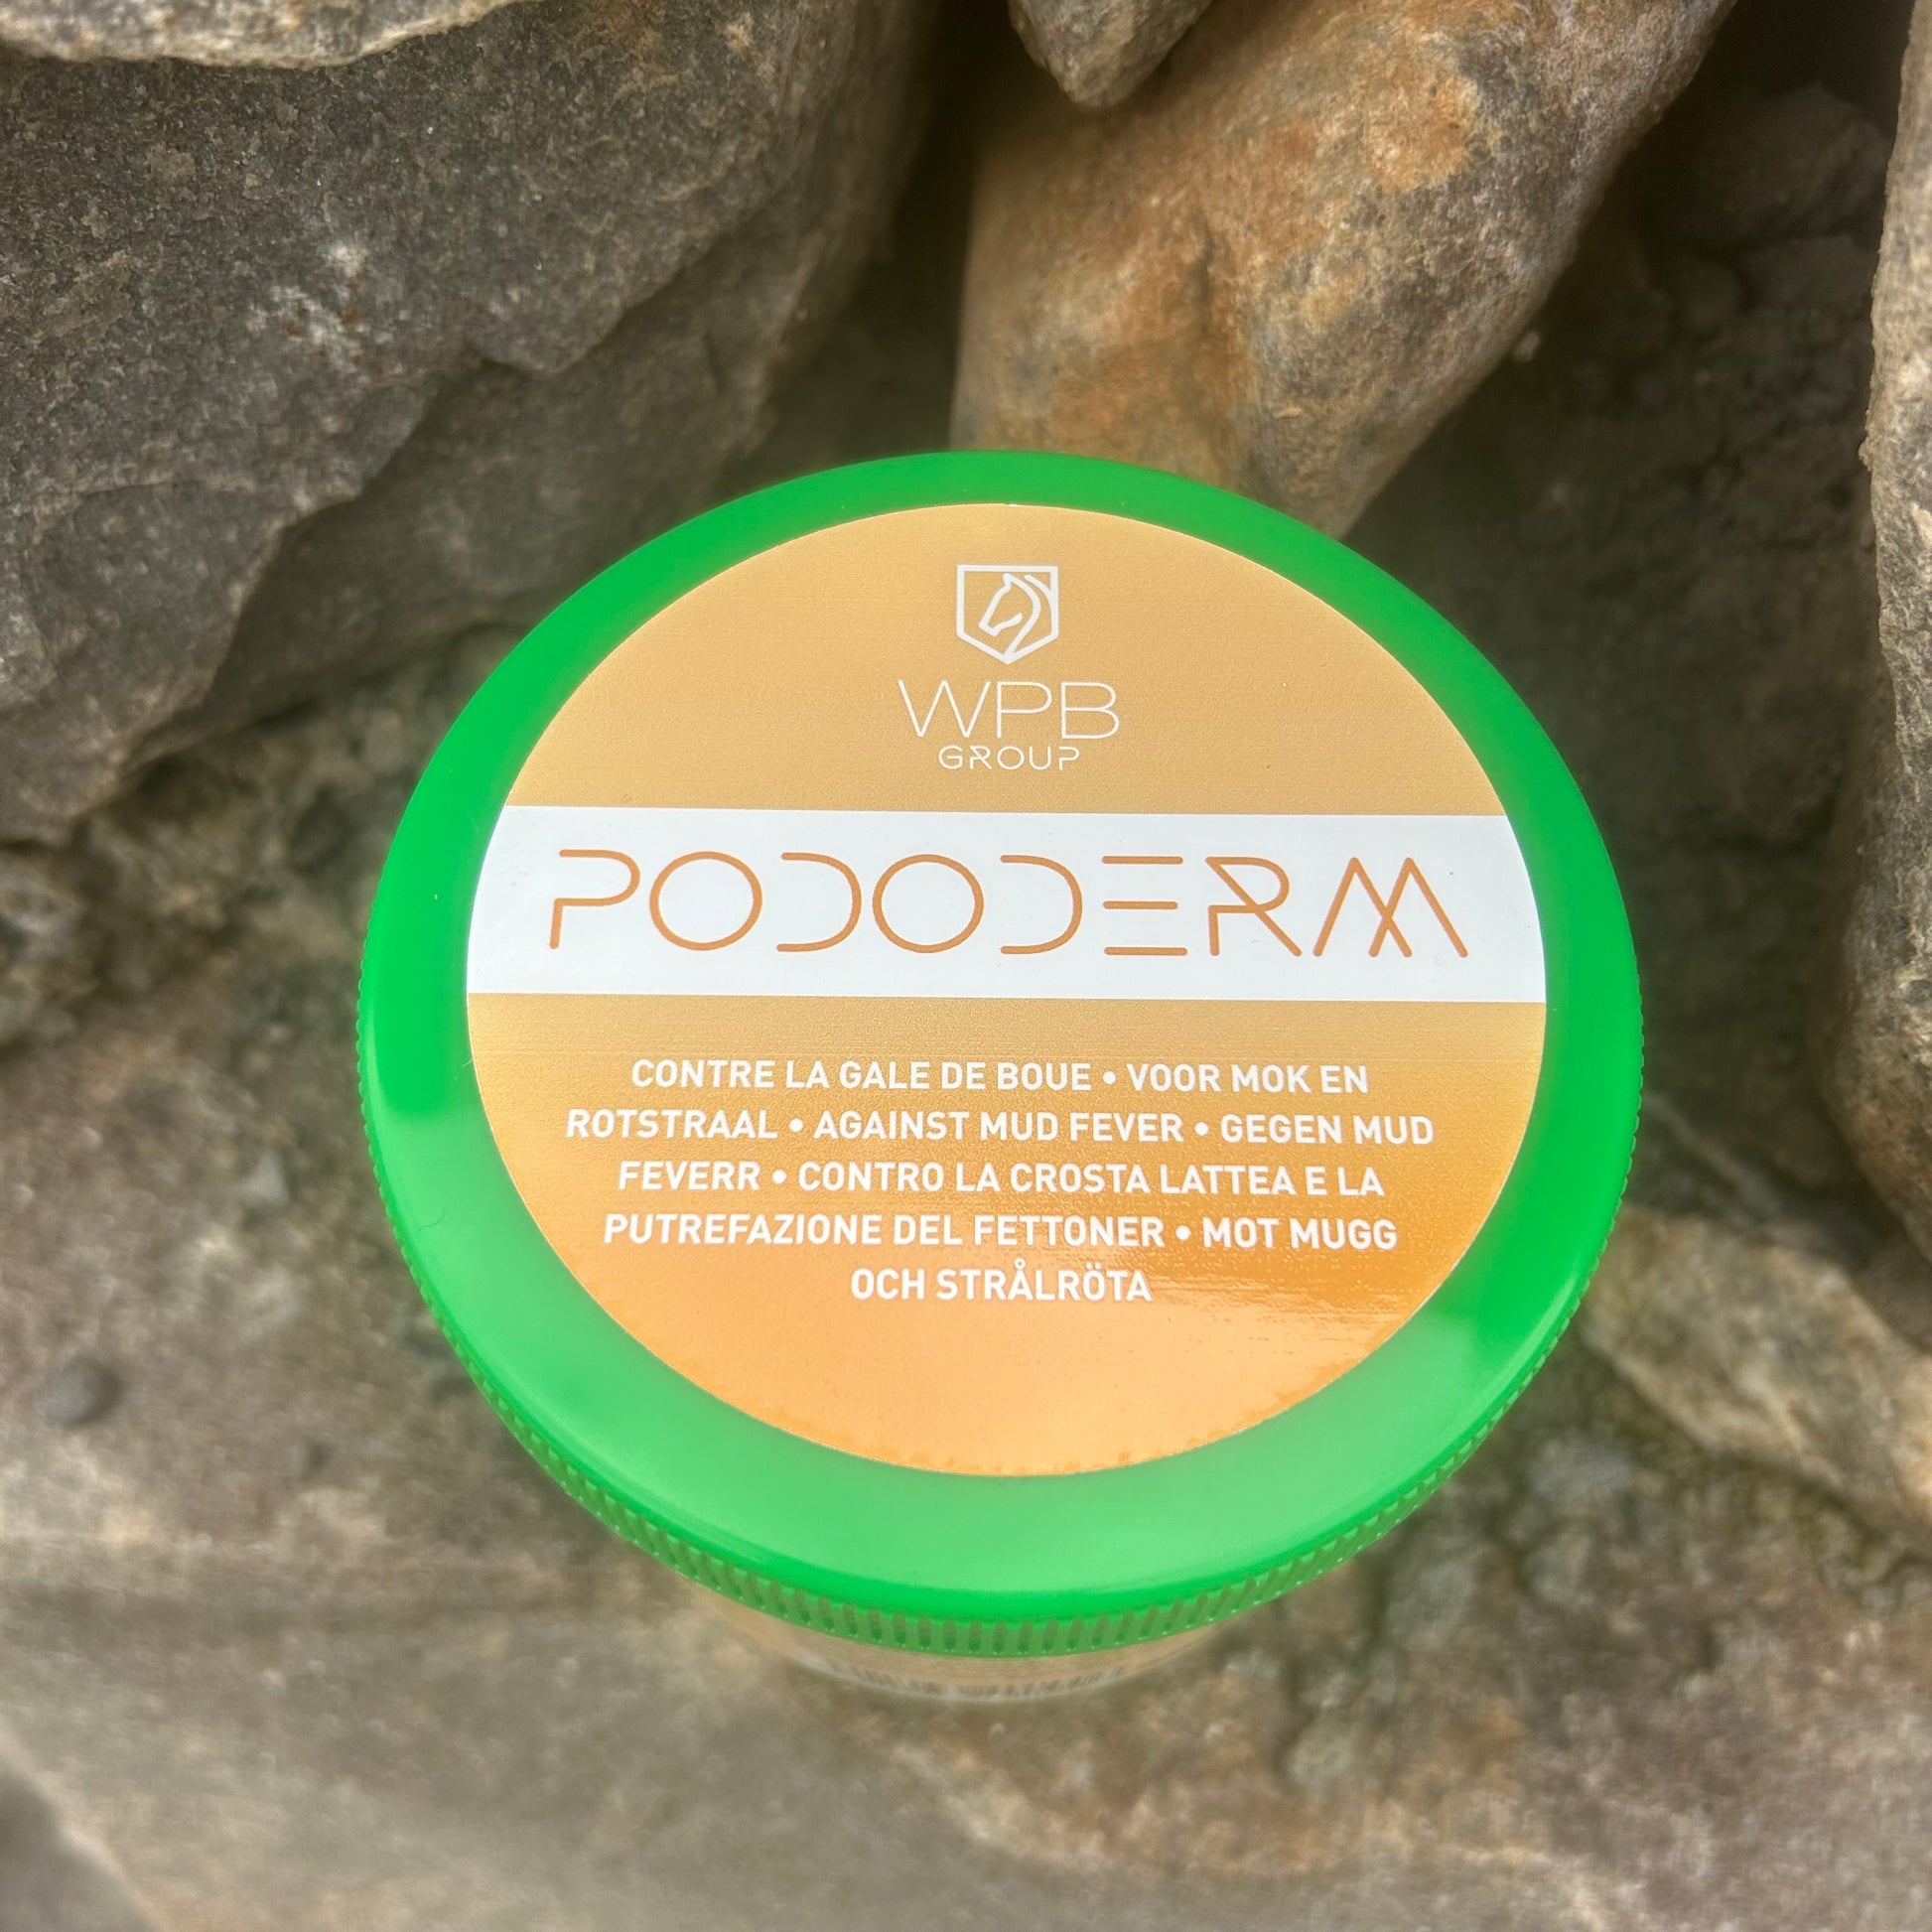 WPB
GROUP
PODODERM
CONTRE LA GALE DE BOUE • VOOR MOK EN
ROTSTRAAL • AGAINST MUD FEVER • GEGEN MUD
FEVERR • CONTRO LA CROSTA LATTEA E LA
PUTREFAZIONE DEL FETTONER • MOT MUGG
OCH STRÅLRÖTA